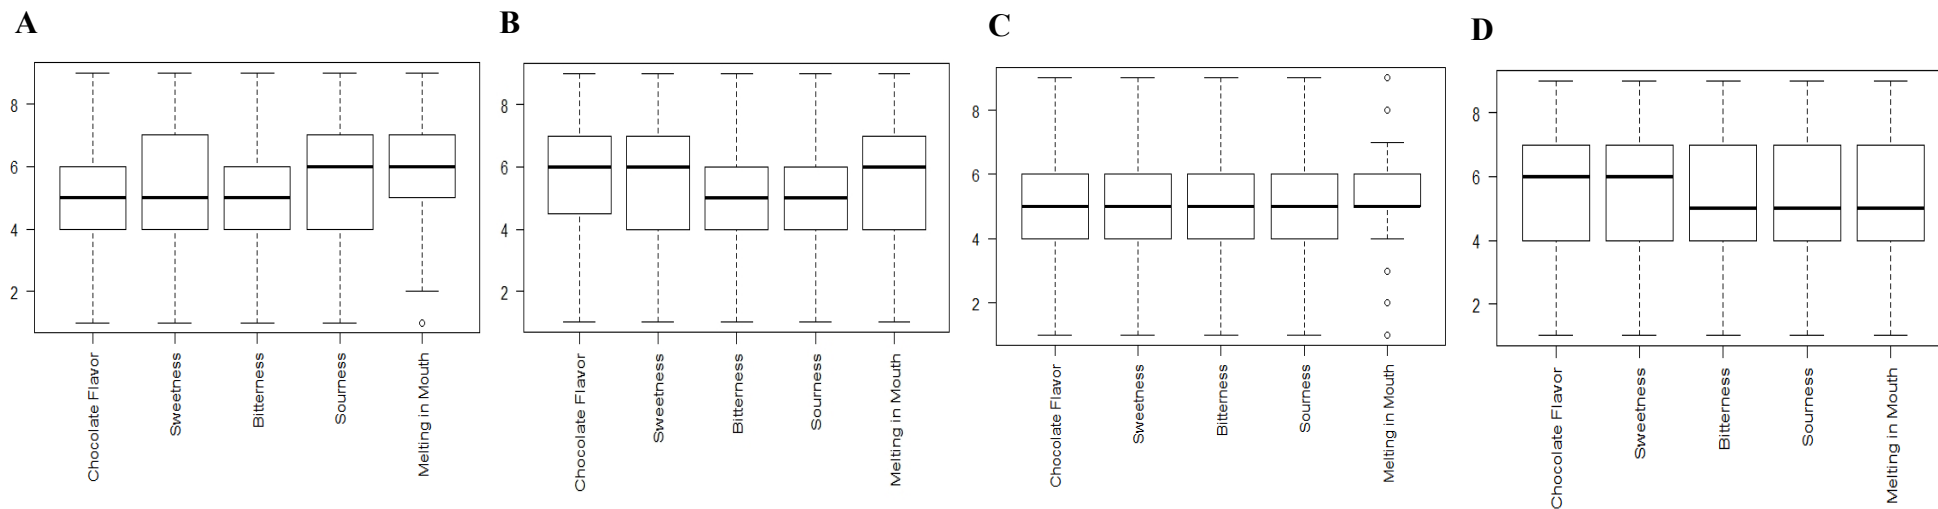 A
8
6
4
2
Chocolate Flavor
Sweetness
Bitterness
Sourness
Melting in Mouth
B
8
6
4
2
Chocolate Flavor
Sweetness
Bitterness
Sourness
Melting in Mouth
C
8
6
4
2
Chocolate Flavor
Sweetness
Bitterness
Sourness
Melting in Mouth
D
8
6
4
2
Chocolate Flavor
Sweetness
Bitterness
Sourness
Melting in Mouth